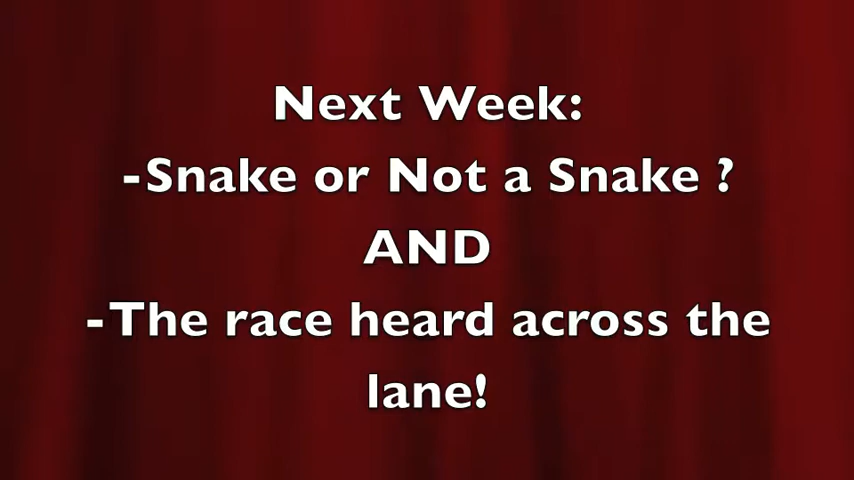 Next Week:
-Snake or Not a Snake ?
AND
-The race heard across the
lane!